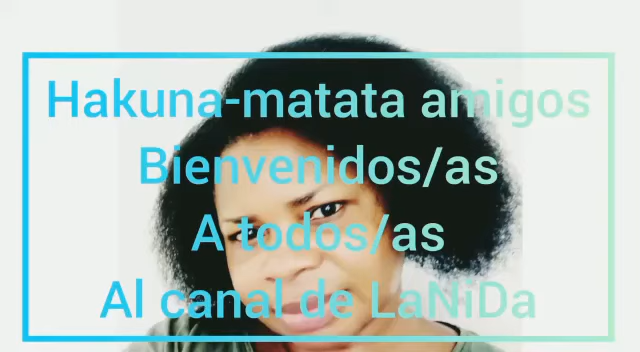 Hakuna-matata amigos
Bienvenidos/as
A todos/as
Al canal de LaNiDa